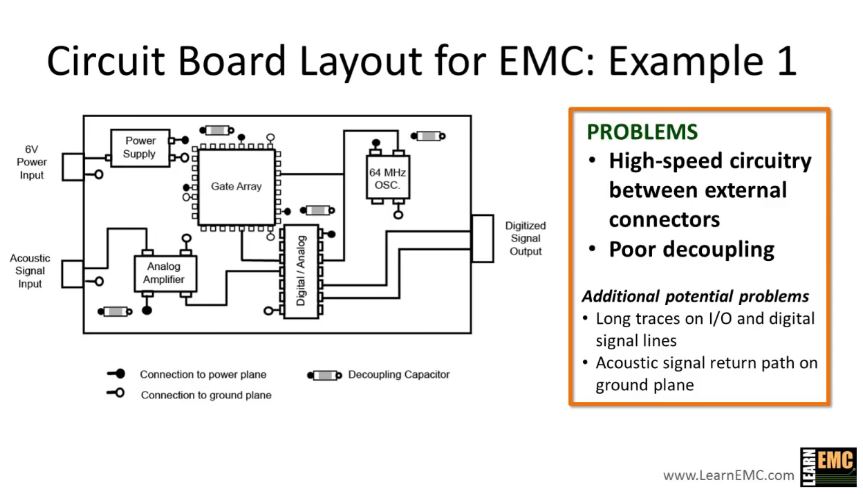 Circuit Board Layout for EMC: Example 1
6V
Power
Input
Power
Supply
Gate Array
64 MHz
OSC.
Acoustic
Signal
Input
Analog
Amplifier
Digital / Analog
Digitized
Signal
Output
Connection to power plane
Connection to ground plane
Decoupling Capacitor
PROBLEMS
• High-speed circuitry
between external
connectors
• Poor decoupling
Additional potential problems
• Long traces on I/O and digital
signal lines
• Acoustic signal return path on
ground plane
www.LearnEMC.com
LEARN
EMC